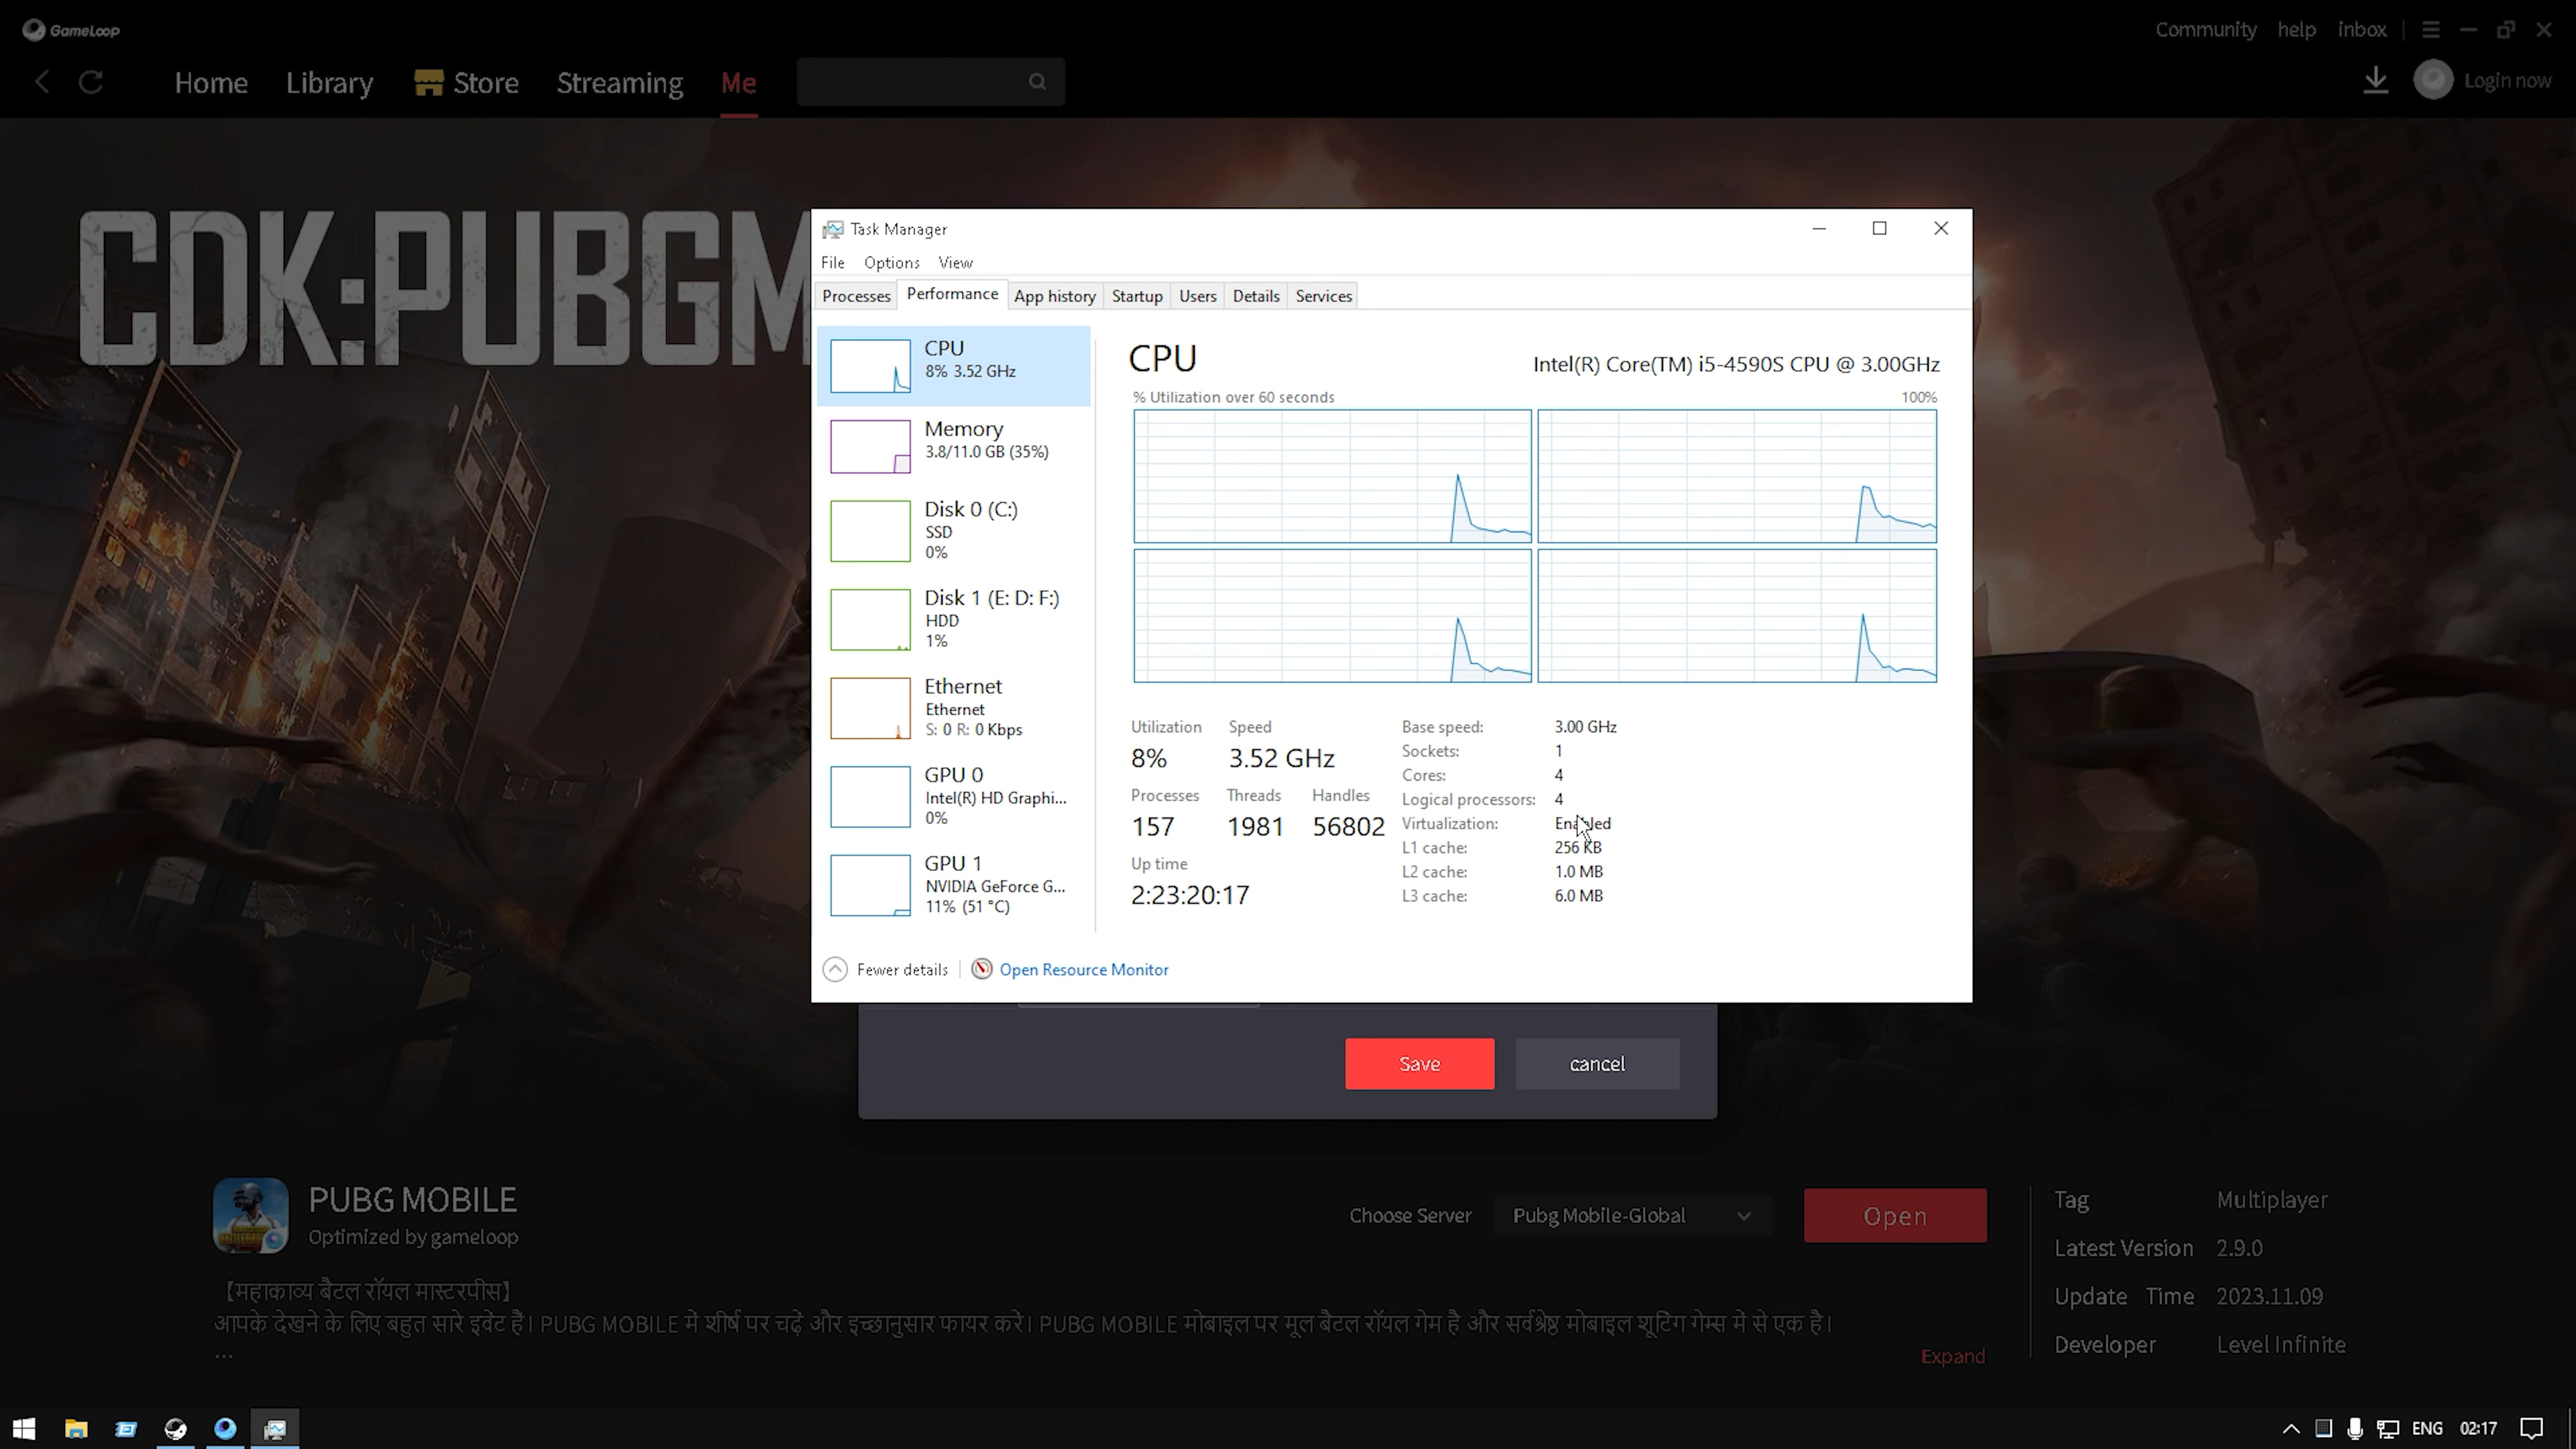 GameLoop
Community help inbox
Home Library Store Streaming Me
Login now
CDK:PUBGM
Task Manager
File Options View
Processes Performance App history Startup Users Details Services
CPU
8% 3.52 GHz
Memory
3.8/11.0 GB (35%)
Disk 0 (C:)
SSD
0%
Disk 1 (E: D: F:)
HDD
1%
Ethernet
Ethernet
S: 0 R: 0 Kbps
GPU 0
Intel(R) HD Graphi...
0%
GPU 1
NVIDIA GeForce G...
11% (51 °C)
CPU
Intel(R) Core(TM) i5-4590S CPU @ 3.00GHz
% Utilization over 60 seconds 100%
Utilization Speed
8% 3.52 GHz
Processes Threads Handles
157 1981 56802
Up time
2:23:20:17
Base speed: 3.00 GHz
Sockets: 1
Cores: 4
Logical processors: 4
Virtualization: Enabled
L1 cache: 256 KB
L2 cache: 1.0 MB
L3 cache: 6.0 MB
Fewer details Open Resource Monitor
Save cancel
PUBG MOBILE
Optimized by gameloop
Choose Server Pubg Mobile-Global Open
【महाकाव्य बैटल रॉयल मास्टरपीस】
आपके देखने के लिए बहुत सारे इवेंट हैं। PUBG MOBILE में शीर्ष पर चढ़ें और इच्छानुसार फायर करें। PUBG MOBILE मोबाइल पर मूल बैटल रॉयल गेम है और सर्वश्रेष्ठ मोबाइल शूटिंग गेम्स में से एक है।
...
Expand
Tag Multiplayer
Latest Version 2.9.0
Update Time 2023.11.09
Developer Level Infinite
ENG 02:17